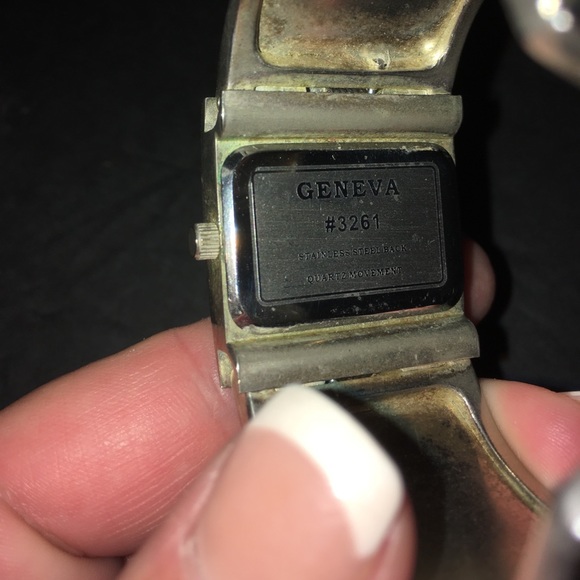 GENEVA
#3261
STAINLESS STEEL BACK
QUARTZ MOVEMENT